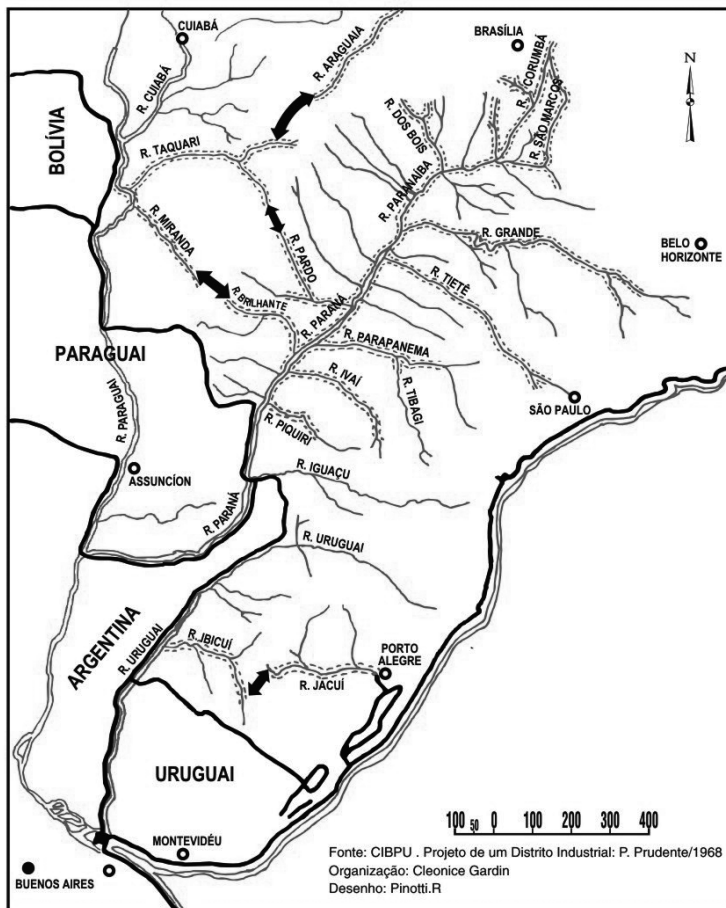 CUIABÁ
BRASÍLIA
N
R. ARAGUAIA
R. CORUMBÁ
R. CUIABÁ
R. DOS BOIS
R. SÃO MARCOS
BOLÍVIA
R. TAQUARI
R. PARANAÍBA
R. MIRANDA
R. PARDO
R. GRANDE
BELO
HORIZONTE
R. TIETÊ
R. BRILHANTE
R. PARANÁ
R. PARAPANEMA
PARAGUAI
R. IVAÍ
R. TIBAGI
SÃO PAULO
R. PARAGUAI
R. PIQUIRI
R. IGUAÇU
ASSUNCÍON
R. PARANÁ
R. URUGUAI
ARGENTINA
R. URUGUAI
R. IBICUÍ
PORTO
ALEGRE
R. JACUÍ
URUGUAI
100 50 0 100 200 300 400
MONTEVIDÉU
Fonte: CIBPU . Projeto de um Distrito Industrial: P. Prudente/1968
Organização: Cleonice Gardin
Desenho: Pinotti.R
BUENOS AIRES